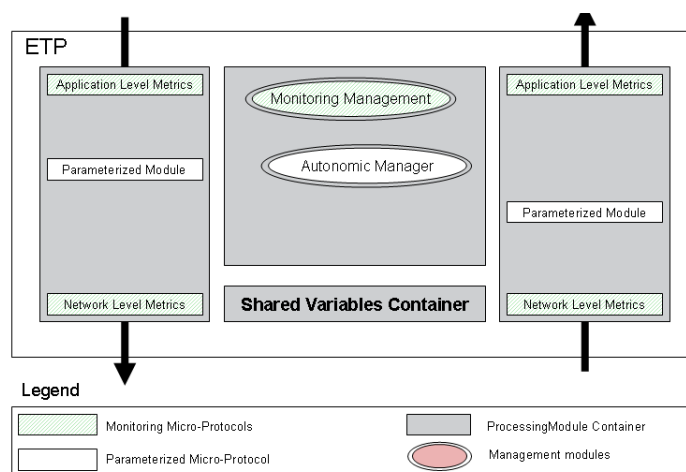 ETP
Application Level Metrics
Parameterized Module
Network Level Metrics
Monitoring Management
Autonomic Manager
Shared Variables Container
Application Level Metrics
Parameterized Module
Network Level Metrics
Legend
Monitoring Micro-Protocols
Parameterized Micro-Protocol
ProcessingModule Container
Management modules